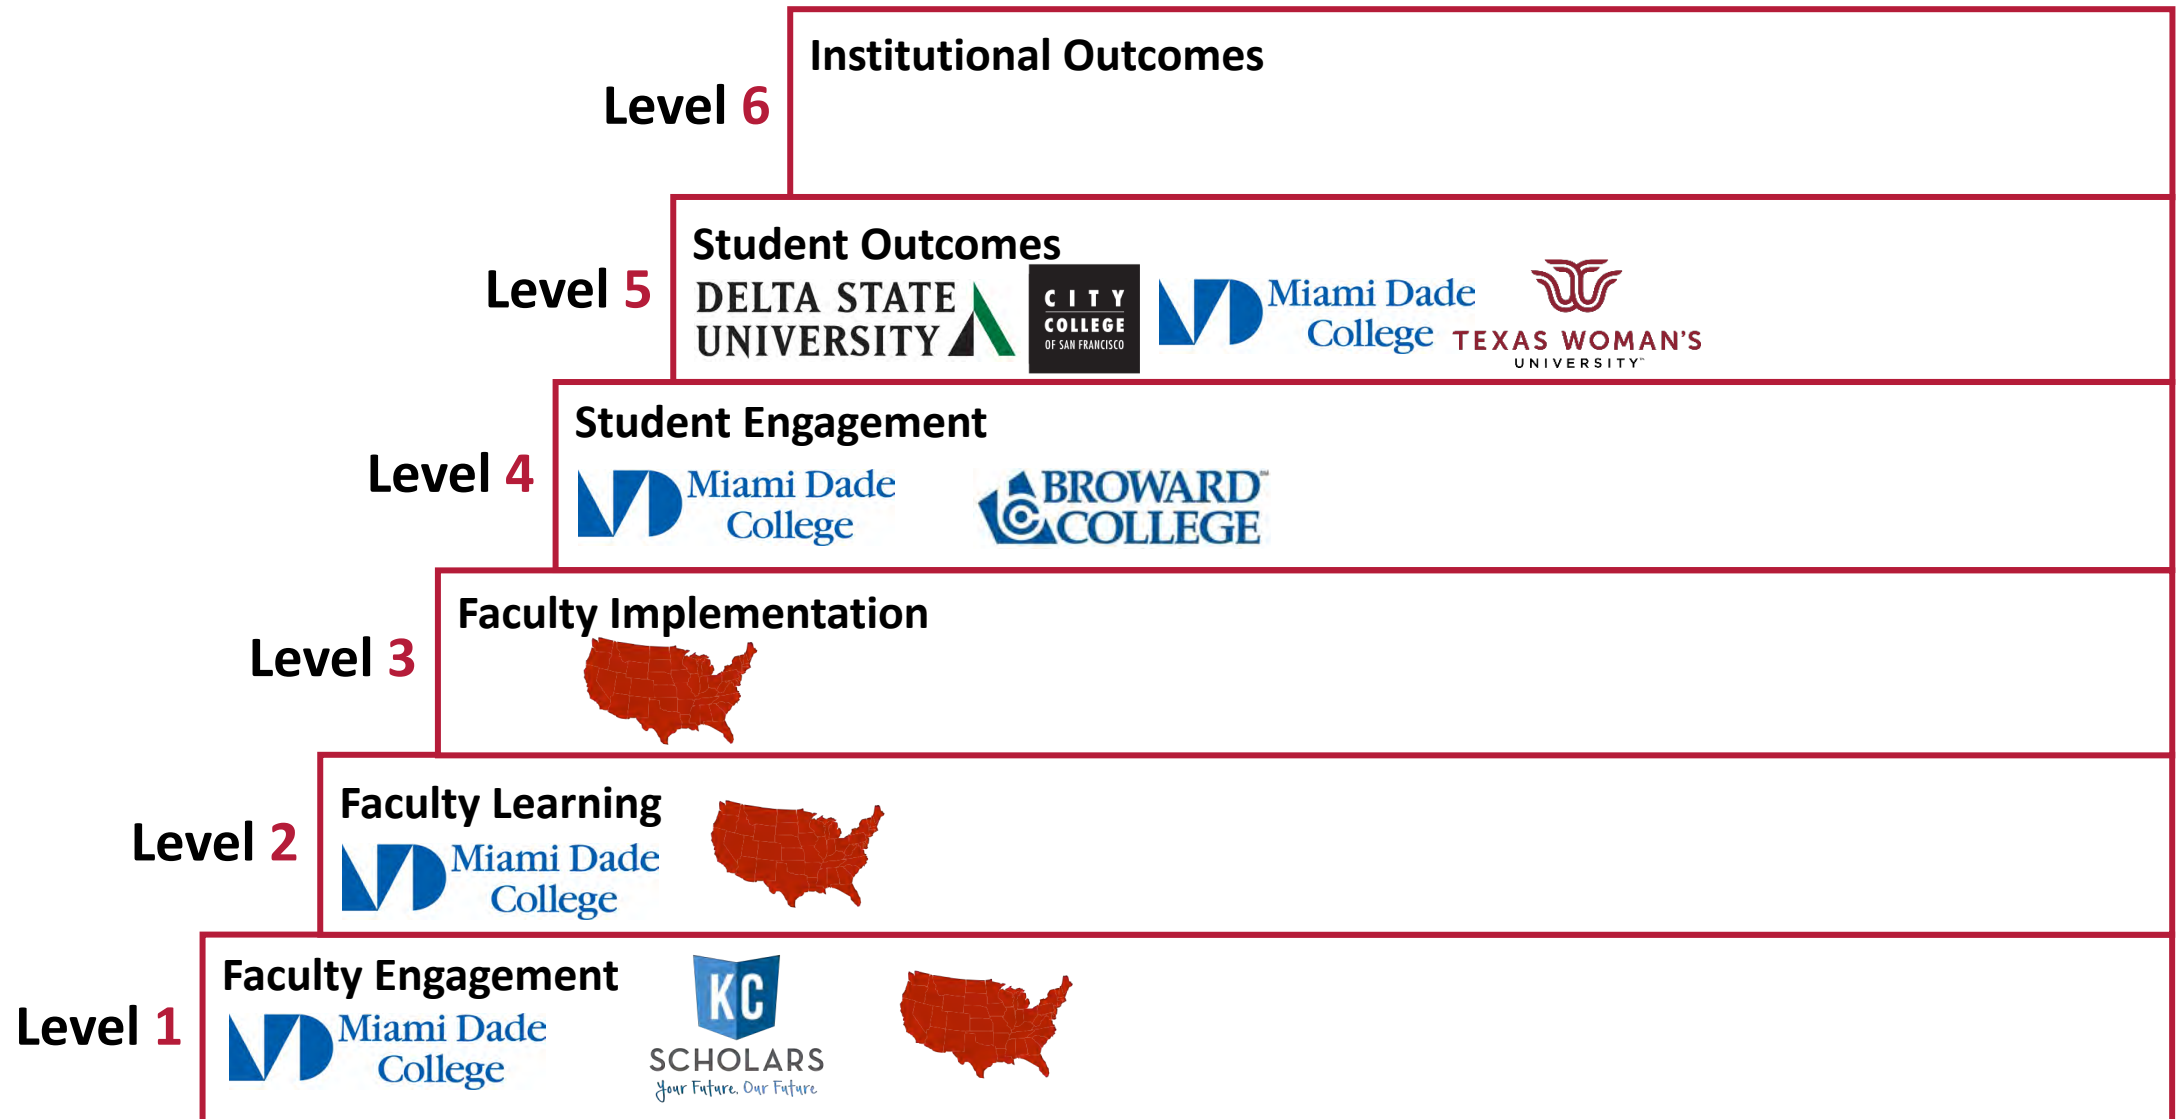 Institutional Outcomes
Level 6
Student Outcomes
Level 5
DELTA STATE
UNIVERSITY
CITY
COLLEGE
OF SAN FRANCISCO
Miami Dade
College
TEXAS WOMAN'S
UNIVERSITY™
Student Engagement
Level 4
Miami Dade
College
BROWARD℠
COLLEGE
Faculty Implementation
Level 3
Faculty Learning
Level 2
Miami Dade
College
Faculty Engagement
Level 1
Miami Dade
College
KC
SCHOLARS
Your Future. Our Future